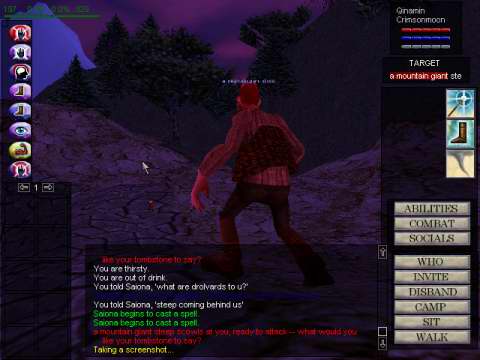 Qinamin
Crimsonmoon
TARGET
a mountain giant ste
1
ABILITIES
COMBAT
SOCIALS
WHO
INVITE
DISBAND
CAMP
SIT
WALK
like your tombstone to say?
You are thirsty.
You are out of drink.
You told Saiona, 'what are drolvards to u?'
You told Saiona, 'steep coming behind us'
Saiona begins to cast a spell.
Saiona begins to cast a spell.
a mountain giant steep scowls at you, ready to attack -- what would you
like your tombstone to say?
Taking a screenshot...